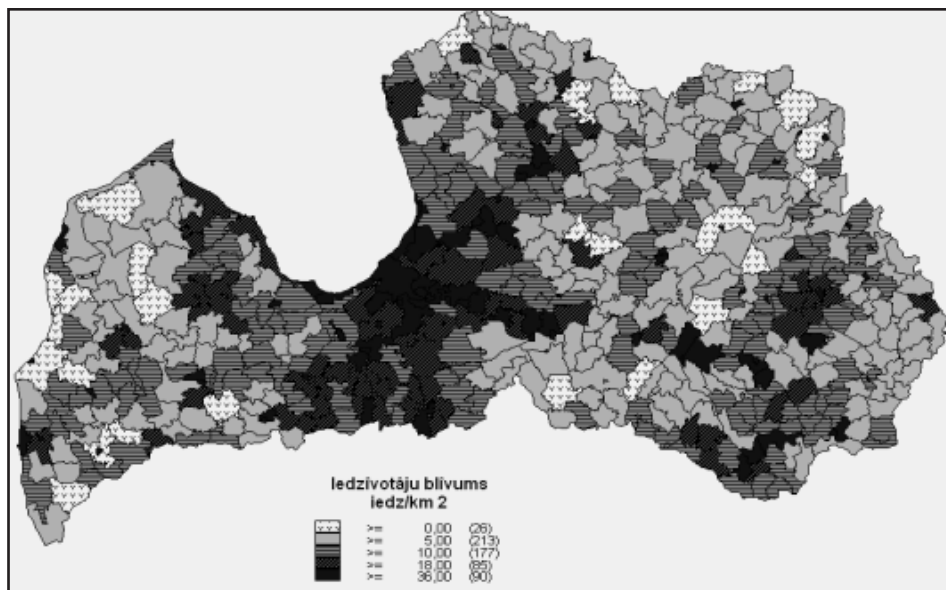 Iedzīvotāju blīvums
iedz/km 2
>= 0,00 (26)
>= 5,00 (213)
>= 10,00 (177)
>= 18,00 (85)
>= 36,00 (90)